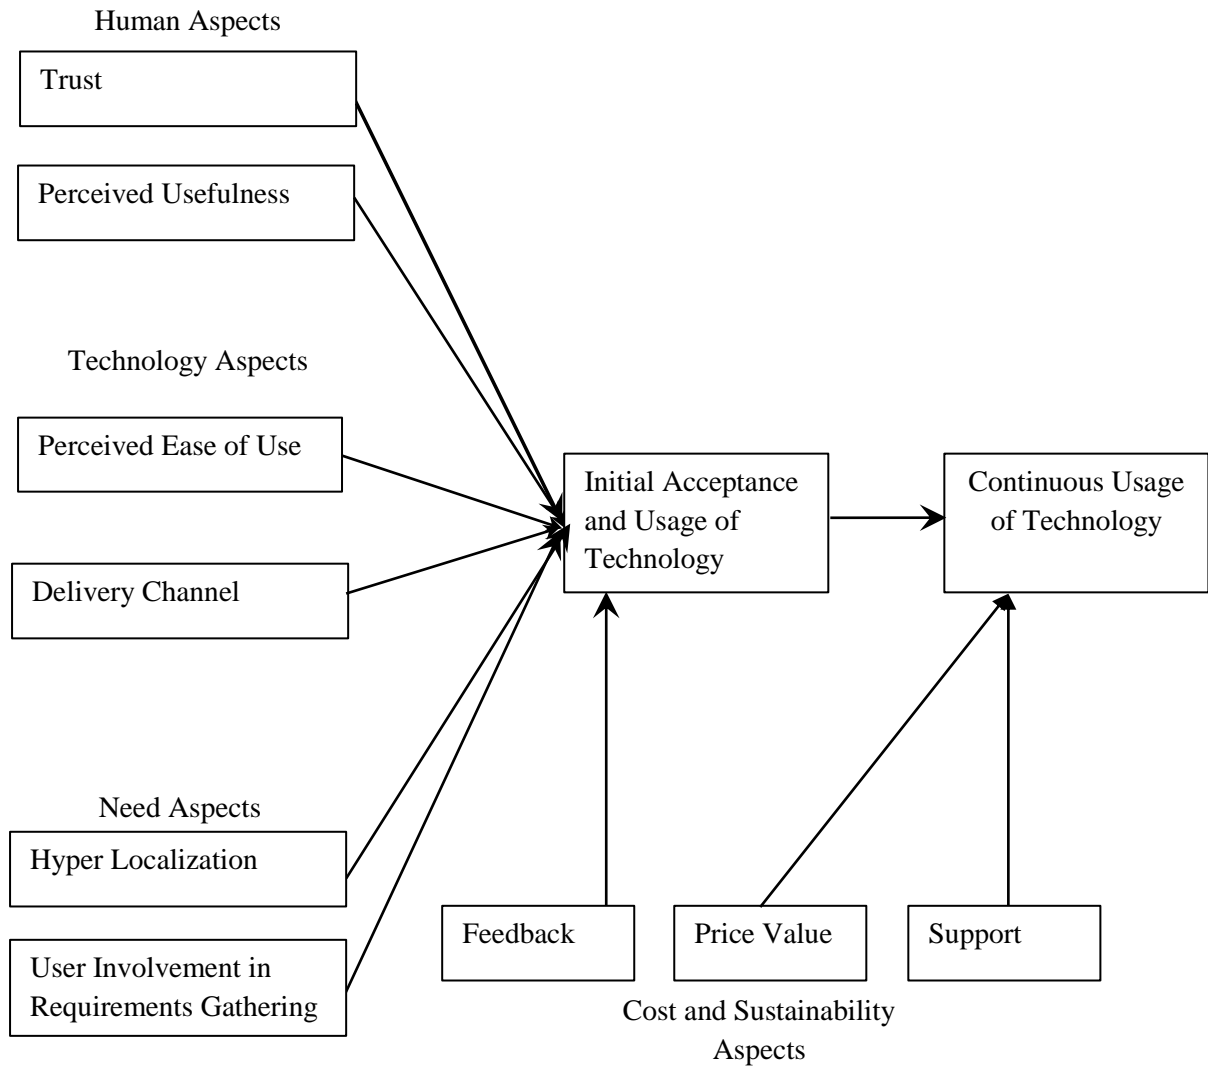 Human Aspects
Trust
Perceived Usefulness
Technology Aspects
Perceived Ease of Use
Delivery Channel
Need Aspects
Hyper Localization
User Involvement in
Requirements Gathering
Initial Acceptance
and Usage of
Technology
Continuous Usage
of Technology
Feedback
Price Value
Support
Cost and Sustainability
Aspects